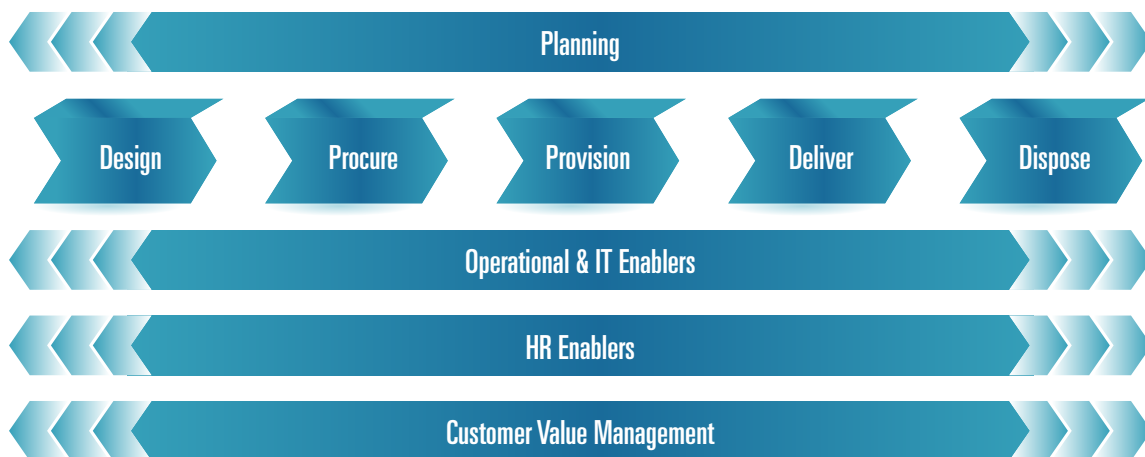 Planning
Design
Procure
Provision
Deliver
Dispose
Operational & IT Enablers
HR Enablers
Customer Value Management